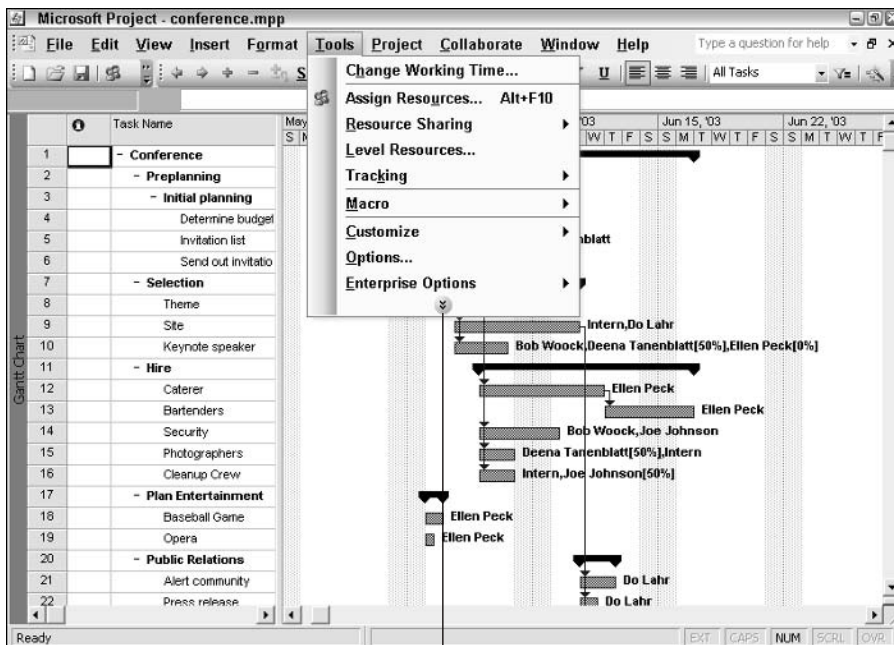 Microsoft Project - conference.mpp
File Edit View Insert Format Tools Project Collaborate Window Help Type a question for help
S U All Tasks
Change Working Time...
Assign Resources... Alt+F10
Resource Sharing
Level Resources...
Tracking
Macro
Customize
Options...
Enterprise Options
Task Name May '03 Jun 15, '03 Jun 22, '03
S W T F S S M T W T F S S M T W T F
1 - Conference
2 - Preplanning
3 - Initial planning
4 Determine budget
5 Invitation list nblatt
6 Send out invitatio
7 - Selection
8 Theme
9 Site Intern,Do Lahr
10 Keynote speaker Bob Woock,Deena Tanenblatt[50%],Ellen Peck[0%]
11 - Hire
12 Caterer Ellen Peck
13 Bartenders Ellen Peck
14 Security Bob Woock,Joe Johnson
15 Photographers Deena Tanenblatt[50%],Intern
16 Cleanup Crew Intern,Joe Johnson[50%]
17 - Plan Entertainment
18 Baseball Game Ellen Peck
19 Opera Ellen Peck
20 - Public Relations
21 Alert community Do Lahr
22 Press release Do Lahr
Gantt Chart
Ready EXT CAPS NUM SCRL OVR